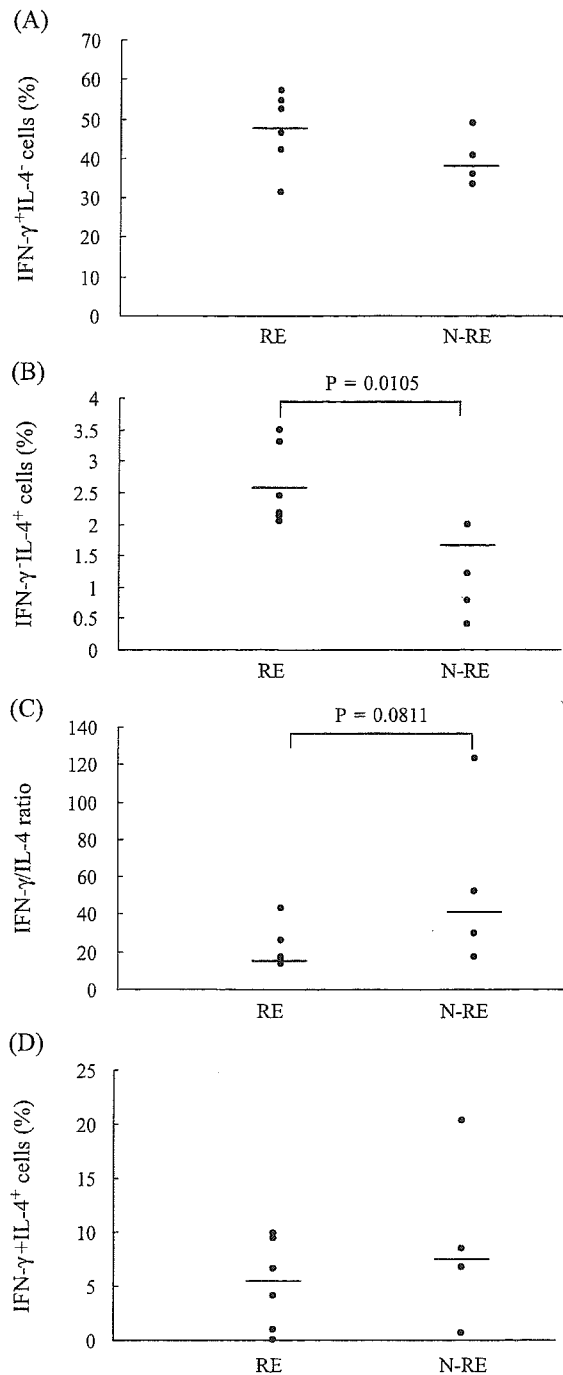 (A)
IFN-γ⁺IL-4⁻ cells (%)
70
60
50
40
30
20
10
0
RE
N-RE
(B)
P = 0.0105
IFN-γ⁻IL-4⁺ cells (%)
4
3.5
3
2.5
2
1.5
1
0.5
0
RE
N-RE
(C)
P = 0.0811
IFN-γ/IL-4 ratio
140
120
100
80
60
40
20
0
RE
N-RE
(D)
IFN-γ+IL-4⁺ cells (%)
25
20
15
10
5
0
RE
N-RE